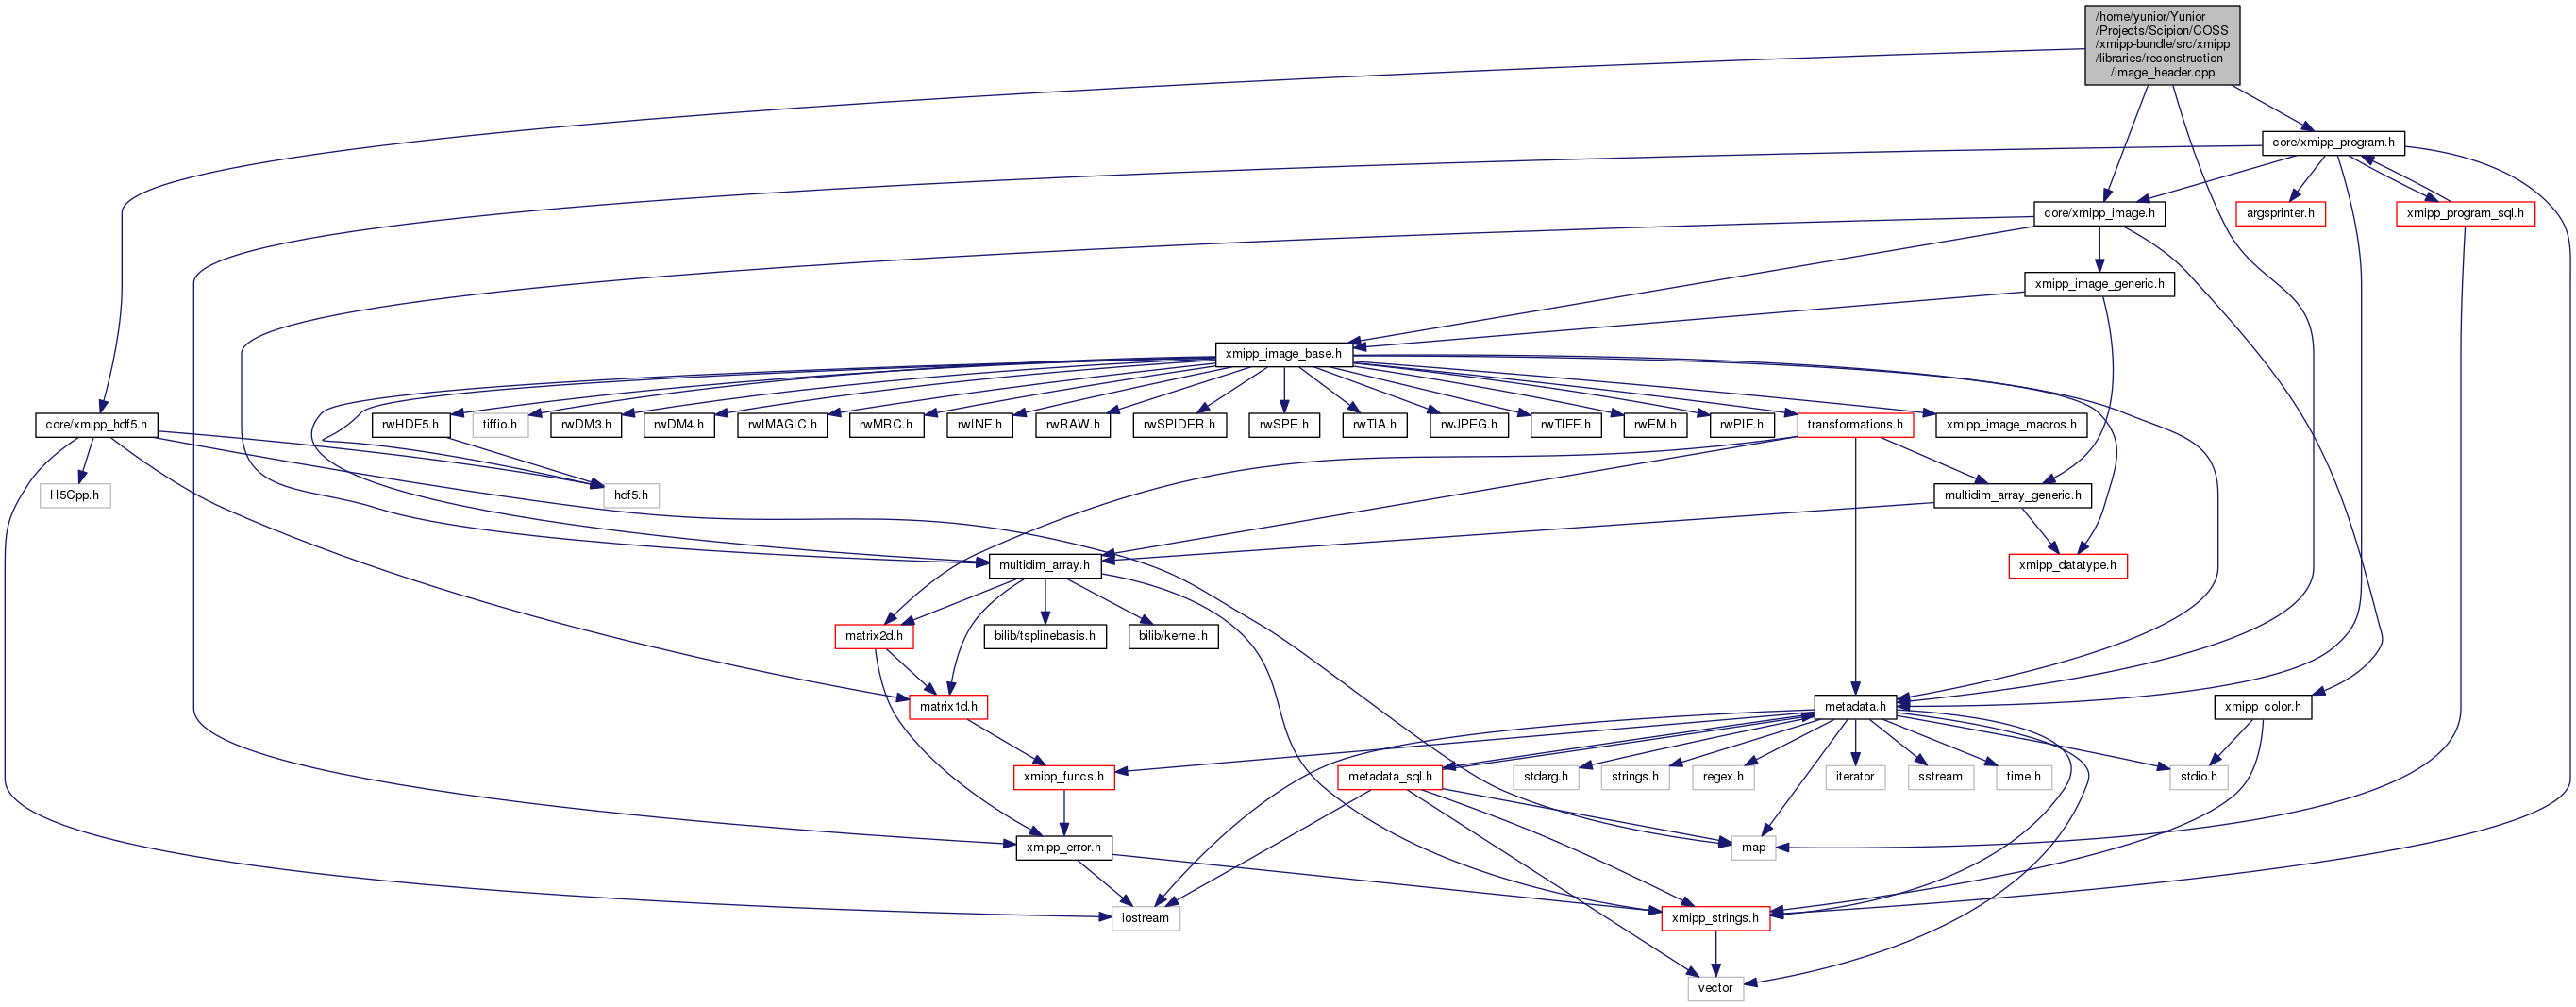 /home/yunior/Yunior
/Projects/Scipion/COSS
/xmipp-bundle/src/xmipp
/libraries/reconstruction
/image_header.cpp
core/xmipp_program.h
core/xmipp_image.h
argsprinter.h
xmipp_program_sql.h
xmipp_image_generic.h
xmipp_image_base.h
core/xmipp_hdf5.h
rwHDF5.h
tiffio.h
rwDM3.h
rwDM4.h
rwIMAGIC.h
rwMRC.h
rwINF.h
rwRAW.h
rwSPIDER.h
rwSPE.h
rwTIA.h
rwJPEG.h
rwTIFF.h
rwEM.h
rwPIF.h
transformations.h
xmipp_image_macros.h
H5Cpp.h
hdf5.h
multidim_array_generic.h
multidim_array.h
xmipp_datatype.h
matrix2d.h
bilib/tsplinebasis.h
bilib/kernel.h
matrix1d.h
metadata.h
xmipp_color.h
xmipp_funcs.h
metadata_sql.h
stdarg.h
strings.h
regex.h
iterator
sstream
time.h
stdio.h
xmipp_error.h
map
iostream
xmipp_strings.h
vector